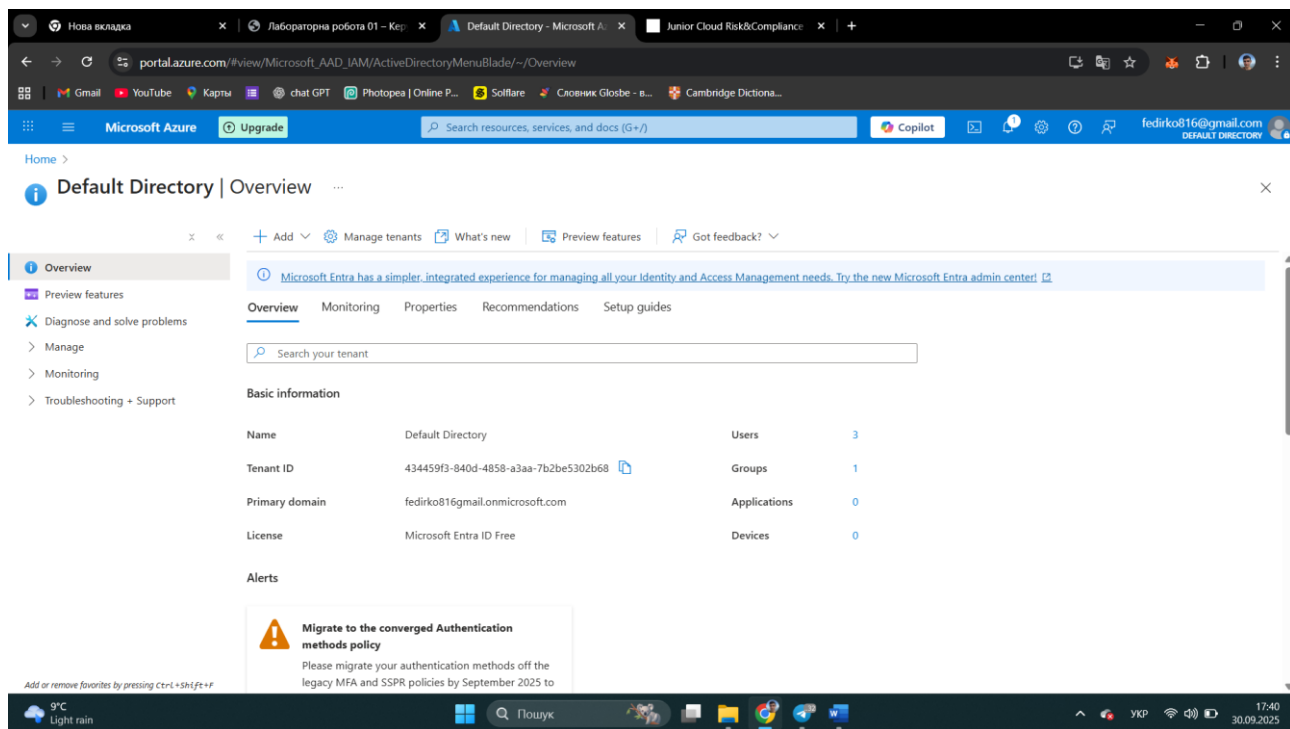 Нова вкладка
Лабораторна робота 01 – Кер
Default Directory - Microsoft Az
Junior Cloud Risk&Compliance
portal.azure.com/#view/Microsoft_AAD_IAM/ActiveDirectoryMenuBlade/~/Overview
Gmail YouTube Карты chat GPT Photopea | Online P... Solflare Словник Glosbe - в... Cambridge Dictiona...
Microsoft Azure Upgrade Search resources, services, and docs (G+/) Copilot 1 fedirko816@gmail.com
DEFAULT DIRECTORY
Home >
Default Directory | Overview ...
Add Manage tenants What's new Preview features Got feedback?
Overview
Preview features
Diagnose and solve problems
Manage
Monitoring
Troubleshooting + Support
Microsoft Entra has a simpler, integrated experience for managing all your Identity and Access Management needs. Try the new Microsoft Entra admin center!
Overview Monitoring Properties Recommendations Setup guides
Search your tenant
Basic information
Name Default Directory Users 3
Tenant ID 434459f3-840d-4858-a3aa-7b2be5302b68 Groups 1
Primary domain fedirko816gmail.onmicrosoft.com Applications 0
License Microsoft Entra ID Free Devices 0
Alerts
Migrate to the converged Authentication
methods policy
Please migrate your authentication methods off the
legacy MFA and SSPR policies by September 2025 to
Add or remove favorites by pressing Ctrl+Shift+F
9°C
Light rain
Пошук
УКР
17:40
30.09.2025